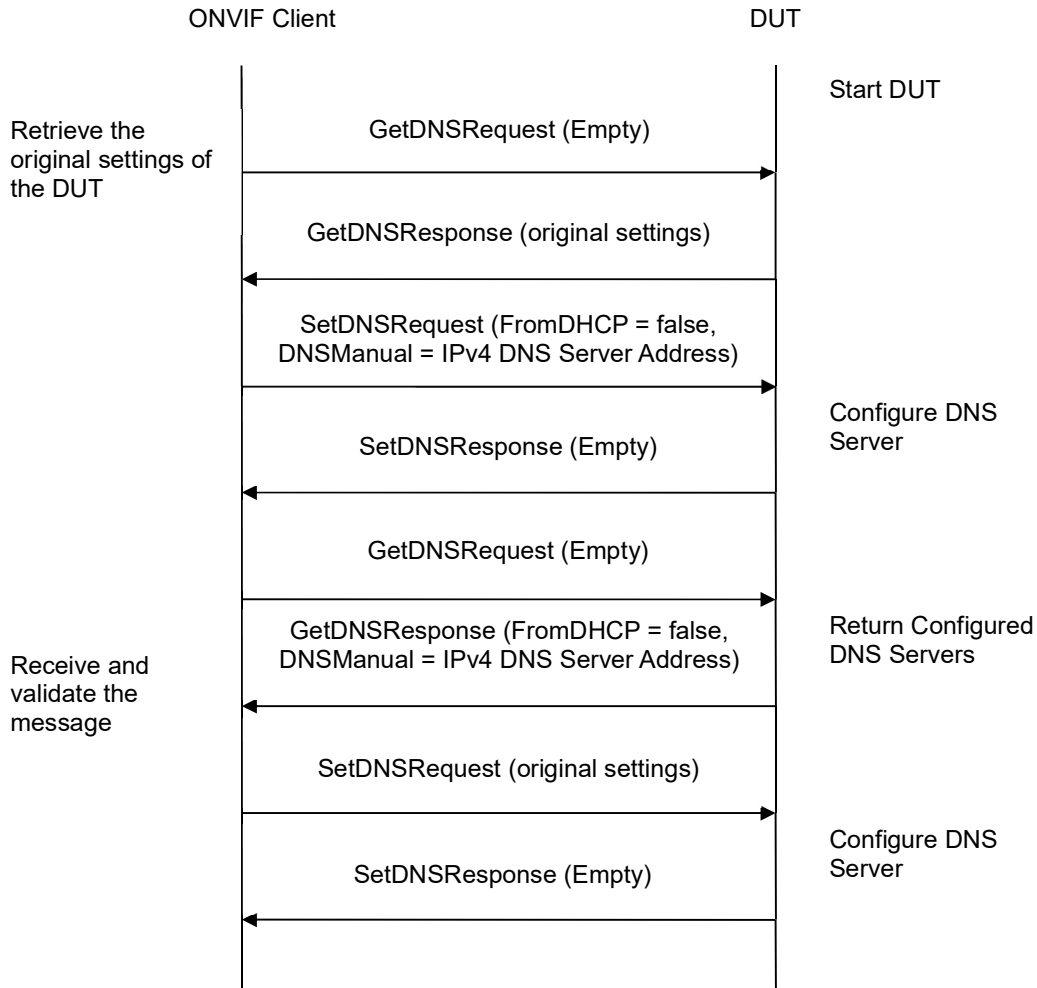 ONVIF Client
DUT
Start DUT
Retrieve the
original settings of
the DUT
GetDNSRequest (Empty)
GetDNSResponse (original settings)
SetDNSRequest (FromDHCP = false,
DNSManual = IPv4 DNS Server Address)
Configure DNS
Server
SetDNSResponse (Empty)
GetDNSRequest (Empty)
GetDNSResponse (FromDHCP = false,
DNSManual = IPv4 DNS Server Address)
Return Configured
DNS Servers
Receive and
validate the
message
SetDNSRequest (original settings)
Configure DNS
Server
SetDNSResponse (Empty)